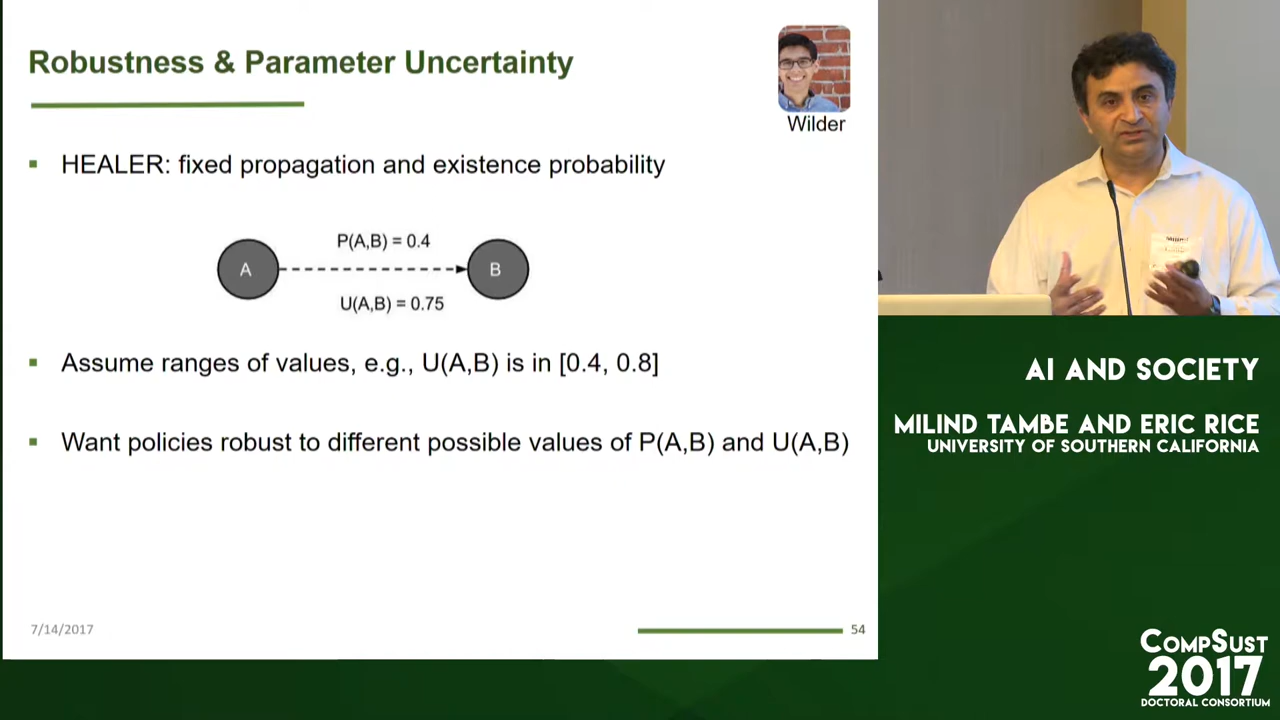 Robustness & Parameter Uncertainty
Wilder
▪ HEALER: fixed propagation and existence probability
P(A,B) = 0.4
A
B
U(A,B) = 0.75
▪ Assume ranges of values, e.g., U(A,B) is in [0.4, 0.8]
▪ Want policies robust to different possible values of P(A,B) and U(A,B)
7/14/2017
54
AI AND SOCIETY
MILIND TAMBE AND ERIC RICE
UNIVERSITY OF SOUTHERN CALIFORNIA
COMPSUST
2017
DOCTORAL CONSORTIUM